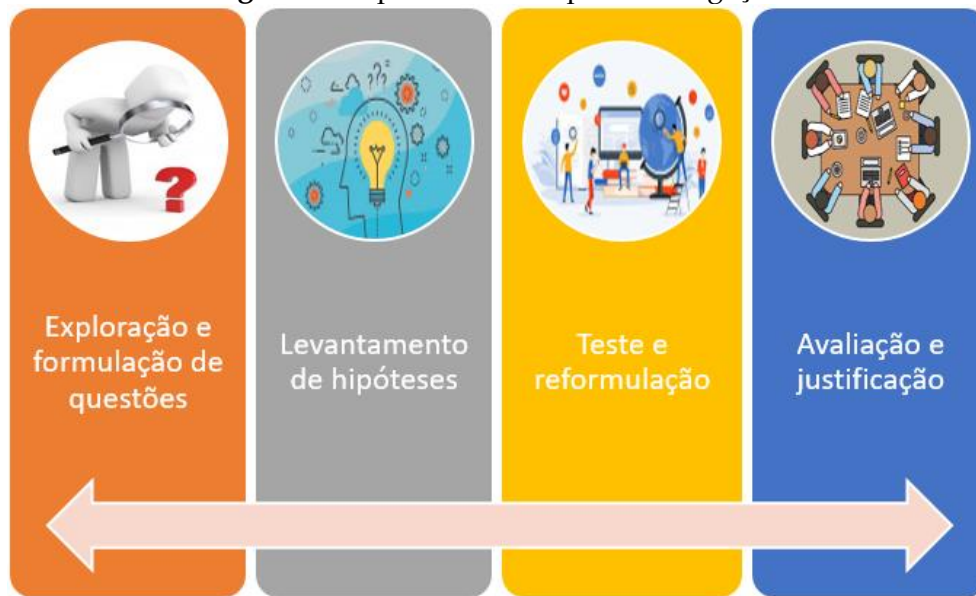 Exploração e
formulação de
questões
Levantamento
de hipóteses
Teste e
reformulação
Avaliação e
justificação